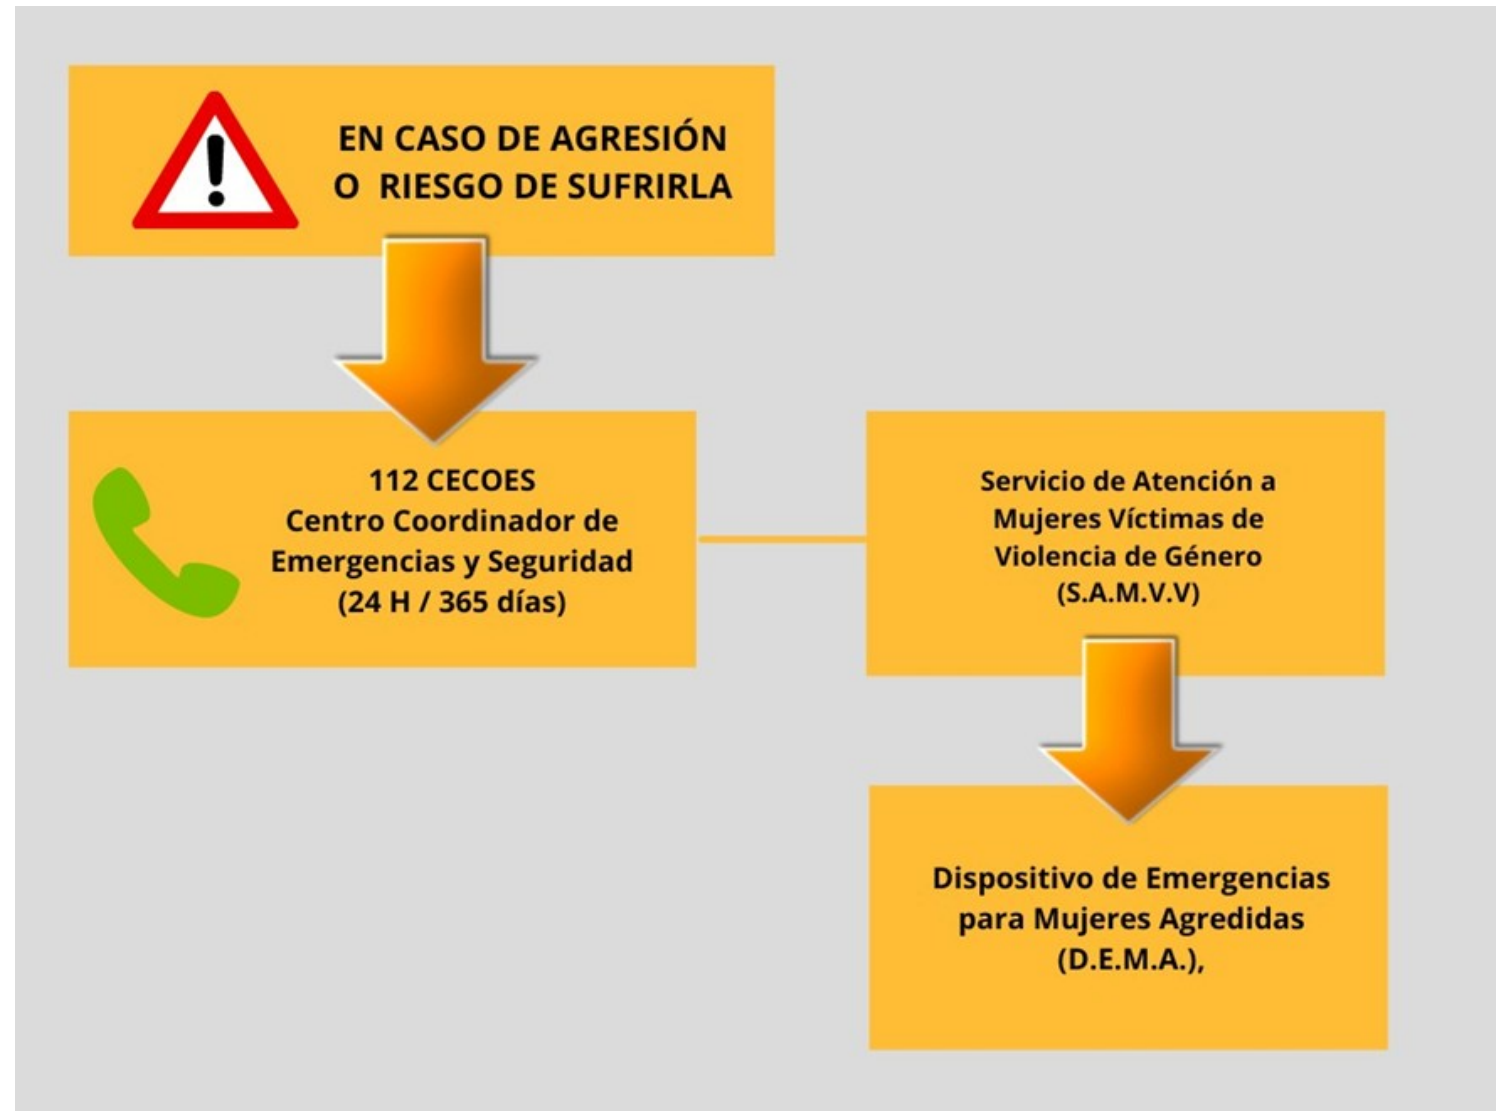 EN CASO DE AGRESIÓN
O RIESGO DE SUFRIRLA
112 CECOES
Centro Coordinador de
Emergencias y Seguridad
(24 H / 365 días)
Servicio de Atención a
Mujeres Víctimas de
Violencia de Género
(S.A.M.V.V)
Dispositivo de Emergencias
para Mujeres Agredidas
(D.E.M.A.),